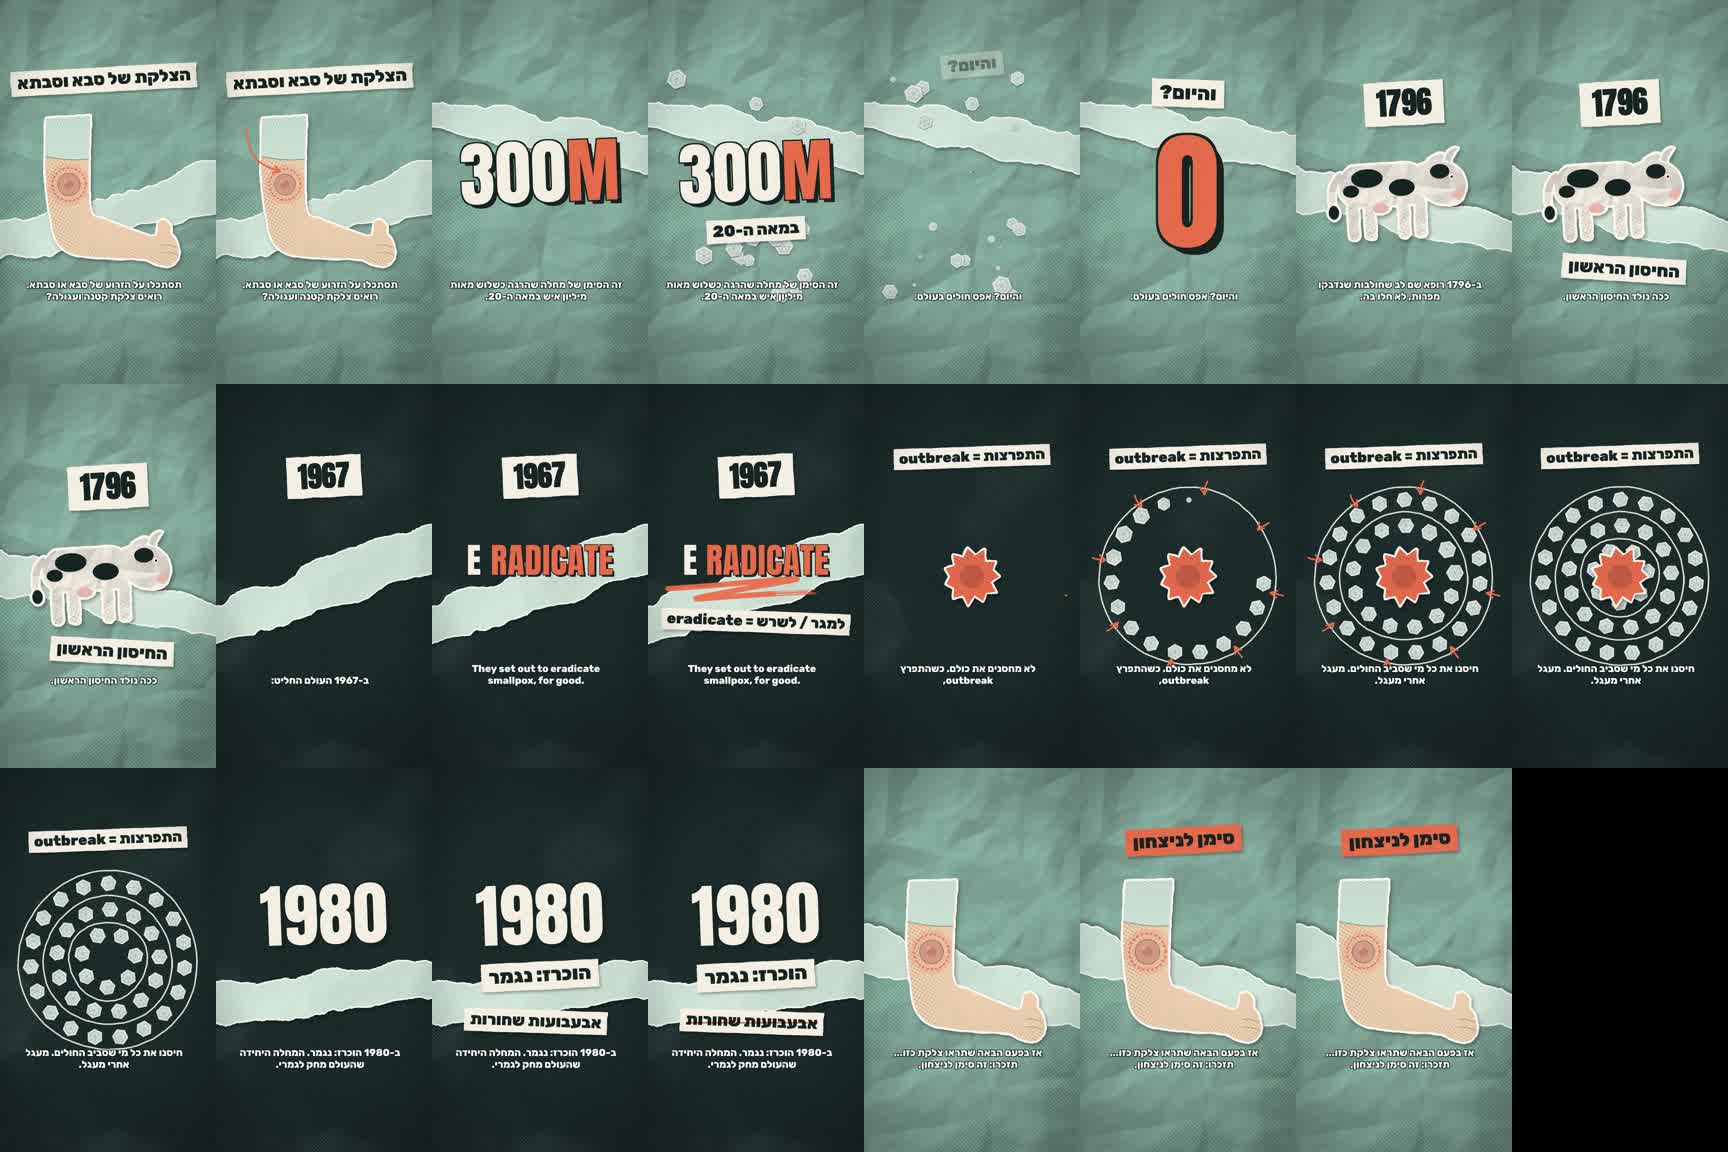 הצלקת של סבא וסבתא
תסתכלו על הזרוע של סבא או סבתא.
רואים צלקת קטנה ועגולה?
הצלקת של סבא וסבתא
תסתכלו על הזרוע של סבא או סבתא.
רואים צלקת קטנה ועגולה?
300M
זה הסימן של מחלה שהרגה כשלוש מאות
מיליון איש במאה ה-20.
300M
במאה ה-20
זה הסימן של מחלה שהרגה כשלוש מאות
מיליון איש במאה ה-20.
והיום?
והיום? אפס חולים בעולם.
והיום?
0
והיום? אפס חולים בעולם.
1796
ב-1796 רופא שם לב שחולבות שנדבקו
מפרות, לא חלו בה.
1796
החיסון הראשון
ככה נולד החיסון הראשון.
1796
החיסון הראשון
ככה נולד החיסון הראשון.
1967
ב-1967 העולם החליט:
1967
E RADICATE
They set out to eradicate
smallpox, for good.
1967
E RADICATE
eradicate = למגר / לשרש
They set out to eradicate
smallpox, for good.
outbreak = התפרצות
לא מחסנים את כולם. כשהתפרץ
outbreak,
outbreak = התפרצות
לא מחסנים את כולם. כשהתפרץ
outbreak,
outbreak = התפרצות
חיסנו את כל מי שסביב החולים. מעגל
אחרי מעגל.
outbreak = התפרצות
חיסנו את כל מי שסביב החולים. מעגל
אחרי מעגל.
outbreak = התפרצות
חיסנו את כל מי שסביב החולים. מעגל
אחרי מעגל.
1980
ב-1980 הוכרז: נגמר. המחלה היחידה
שהעולם מחק לגמרי.
1980
הוכרז: נגמר
אבעבועות שחורות
ב-1980 הוכרז: נגמר. המחלה היחידה
שהעולם מחק לגמרי.
1980
הוכרז: נגמר
אבעבועות שחורות
ב-1980 הוכרז: נגמר. המחלה היחידה
שהעולם מחק לגמרי.
אז בפעם הבאה שתראו צלקת כזו...
תזכרו: זה סימן לניצחון.
סימן לניצחון
אז בפעם הבאה שתראו צלקת כזו...
תזכרו: זה סימן לניצחון.
סימן לניצחון
אז בפעם הבאה שתראו צלקת כזו...
תזכרו: זה סימן לניצחון.